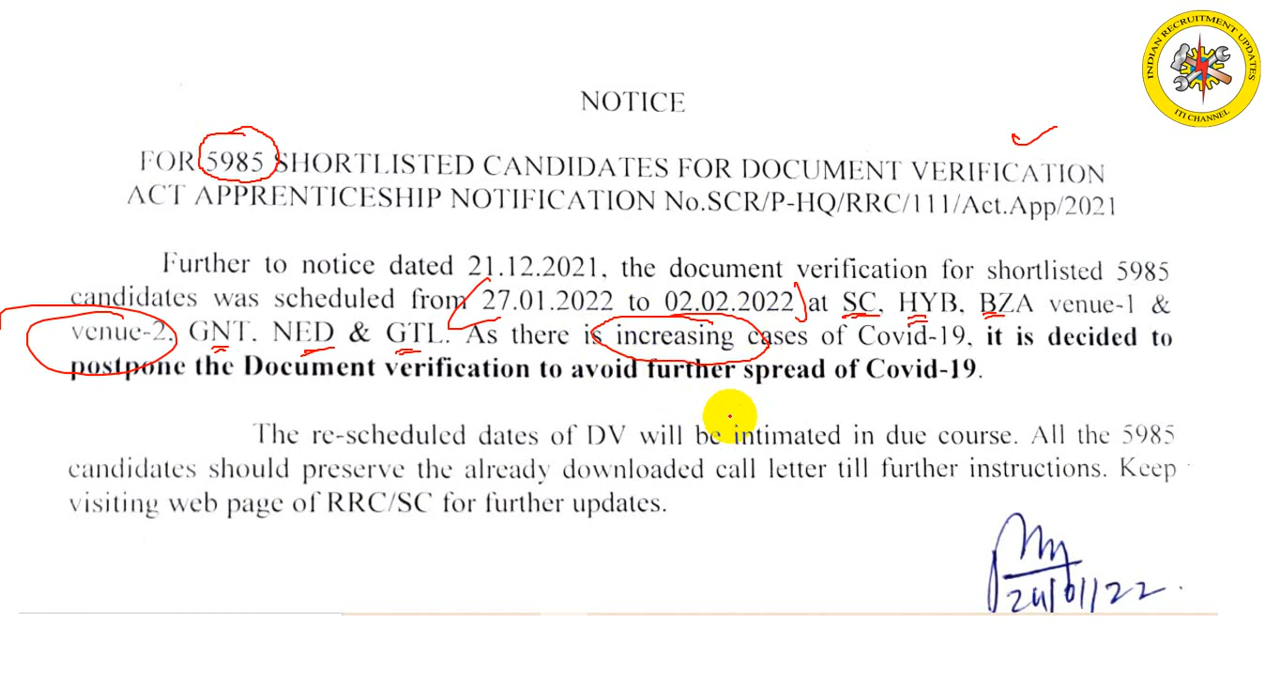 INDIAN RECRUITMENT UPDATES
ITI CHANNEL
NOTICE
FOR 5985 SHORTLISTED CANDIDATES FOR DOCUMENT VERIFICATION
ACT APPRENTICESHIP NOTIFICATION No.SCR/P-HQ/RRC/111/Act.App/2021
Further to notice dated 21.12.2021, the document verification for shortlisted 5985
candidates was scheduled from 27.01.2022 to 02.02.2022 at SC, HYB, BZA venue-1 &
venue-2, GNT, NED & GTL. As there is increasing cases of Covid-19, it is decided to
postpone the Document verification to avoid further spread of Covid-19.
The re-scheduled dates of DV will be intimated in due course. All the 5985
candidates should preserve the already downloaded call letter till further instructions. Keep
visiting web page of RRC/SC for further updates.
24/01/22.